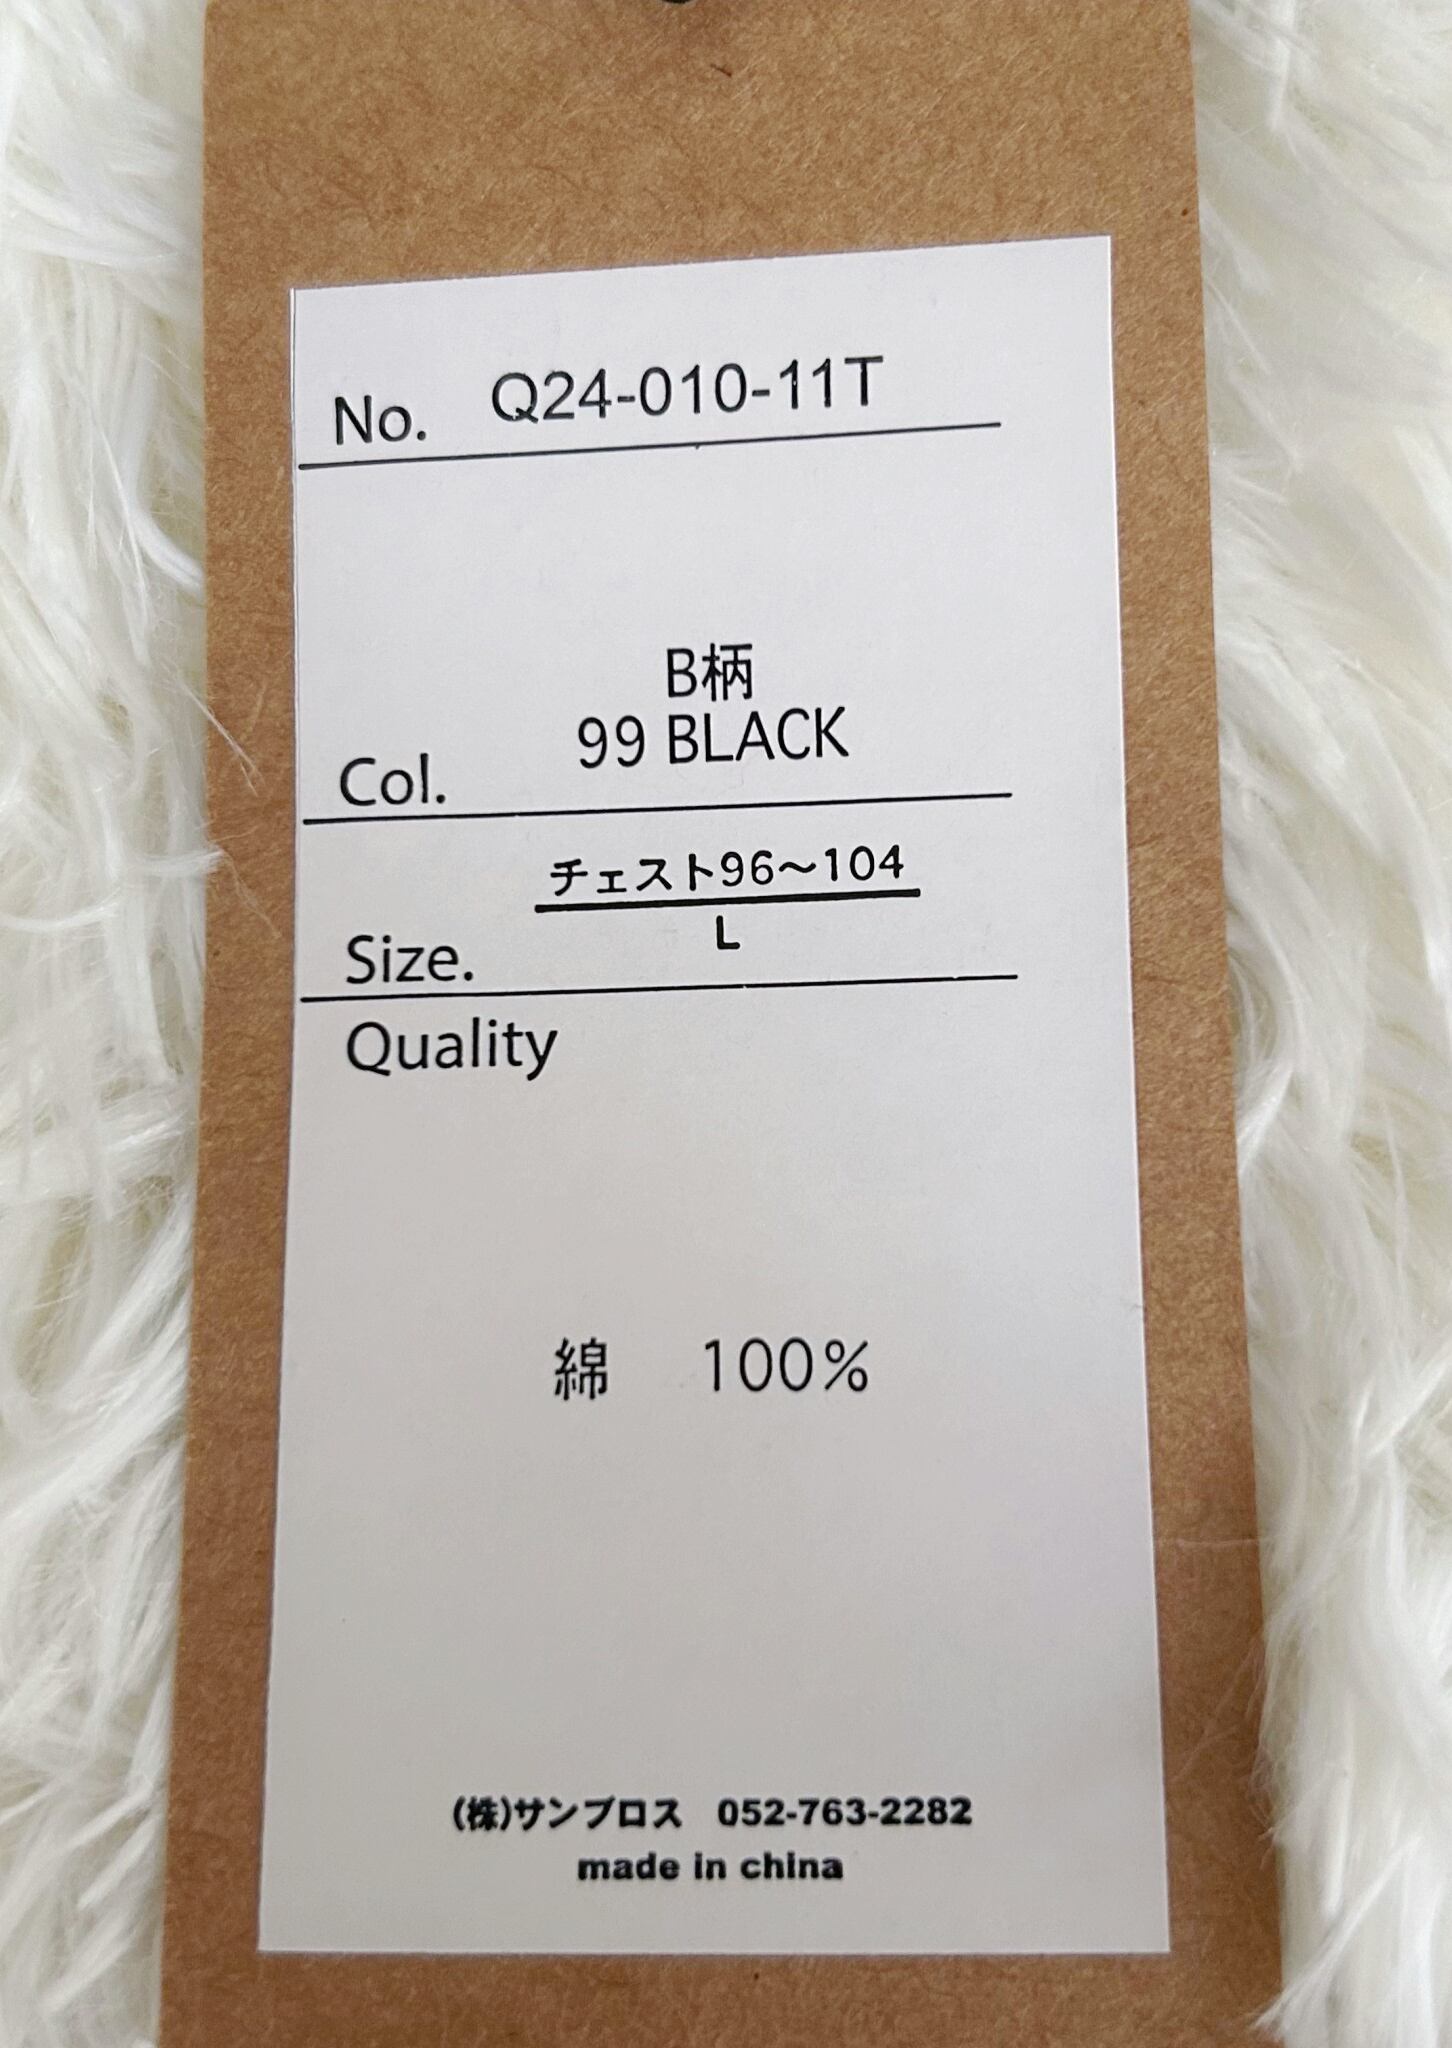 No. Q24-010-11T
B柄
99 BLACK
Col.
チェスト96～104
L
Size.
Quality
綿 100%
(株)サンブロス 052-763-2282
made in china